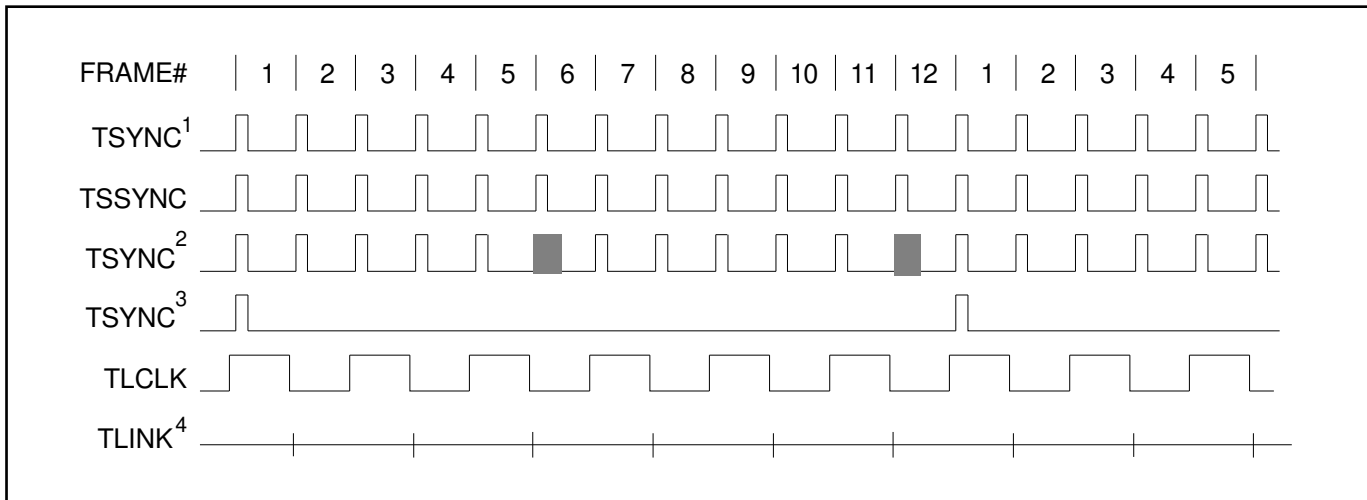 FRAME# 1 2 3 4 5 6 7 8 9 10 11 12 1 2 3 4 5
TSYNC¹
TSSYNC
TSYNC²
TSYNC³
TLCLK
TLINK⁴